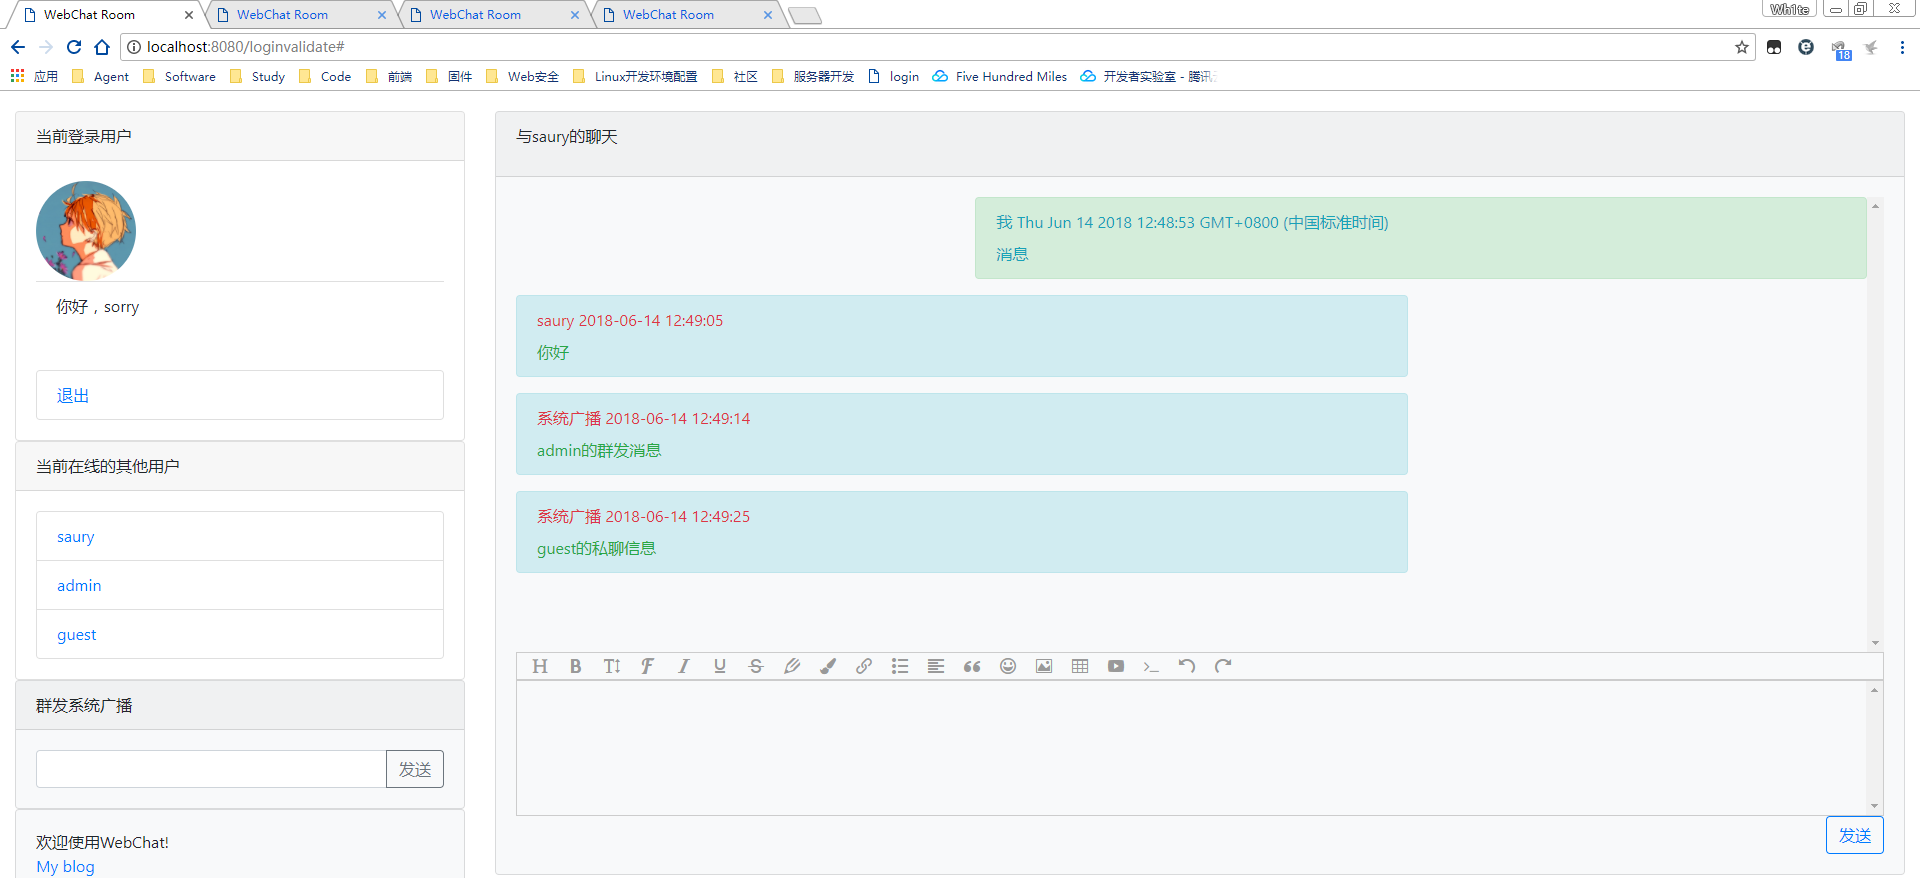 WebChat Room
WebChat Room
WebChat Room
WebChat Room
Wh1te
localhost:8080/loginvalidate#
18
应用 Agent Software Study Code 前端 固件 Web安全 Linux开发环境配置 社区 服务器开发 login Five Hundred Miles 开发者实验室 - 腾讯
当前登录用户
你好，sorry
退出
当前在线的其他用户
saury
admin
guest
群发系统广播
发送
欢迎使用WebChat!
My blog
与saury的聊天
我 Thu Jun 14 2018 12:48:53 GMT+0800 (中国标准时间)
消息
saury 2018-06-14 12:49:05
你好
系统广播 2018-06-14 12:49:14
admin的群发消息
系统广播 2018-06-14 12:49:25
guest的私聊信息
发送